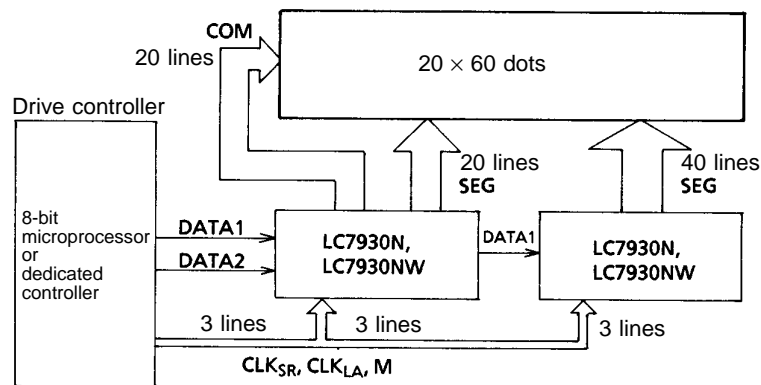 COM
20 lines
20 × 60 dots
Drive controller
20 lines
SEG
40 lines
SEG
8-bit
microprocessor
or
dedicated
controller
DATA1
DATA2
LC7930N,
LC7930NW
DATA1
LC7930N,
LC7930NW
3 lines
3 lines
3 lines
CLKSR, CLKLA, M